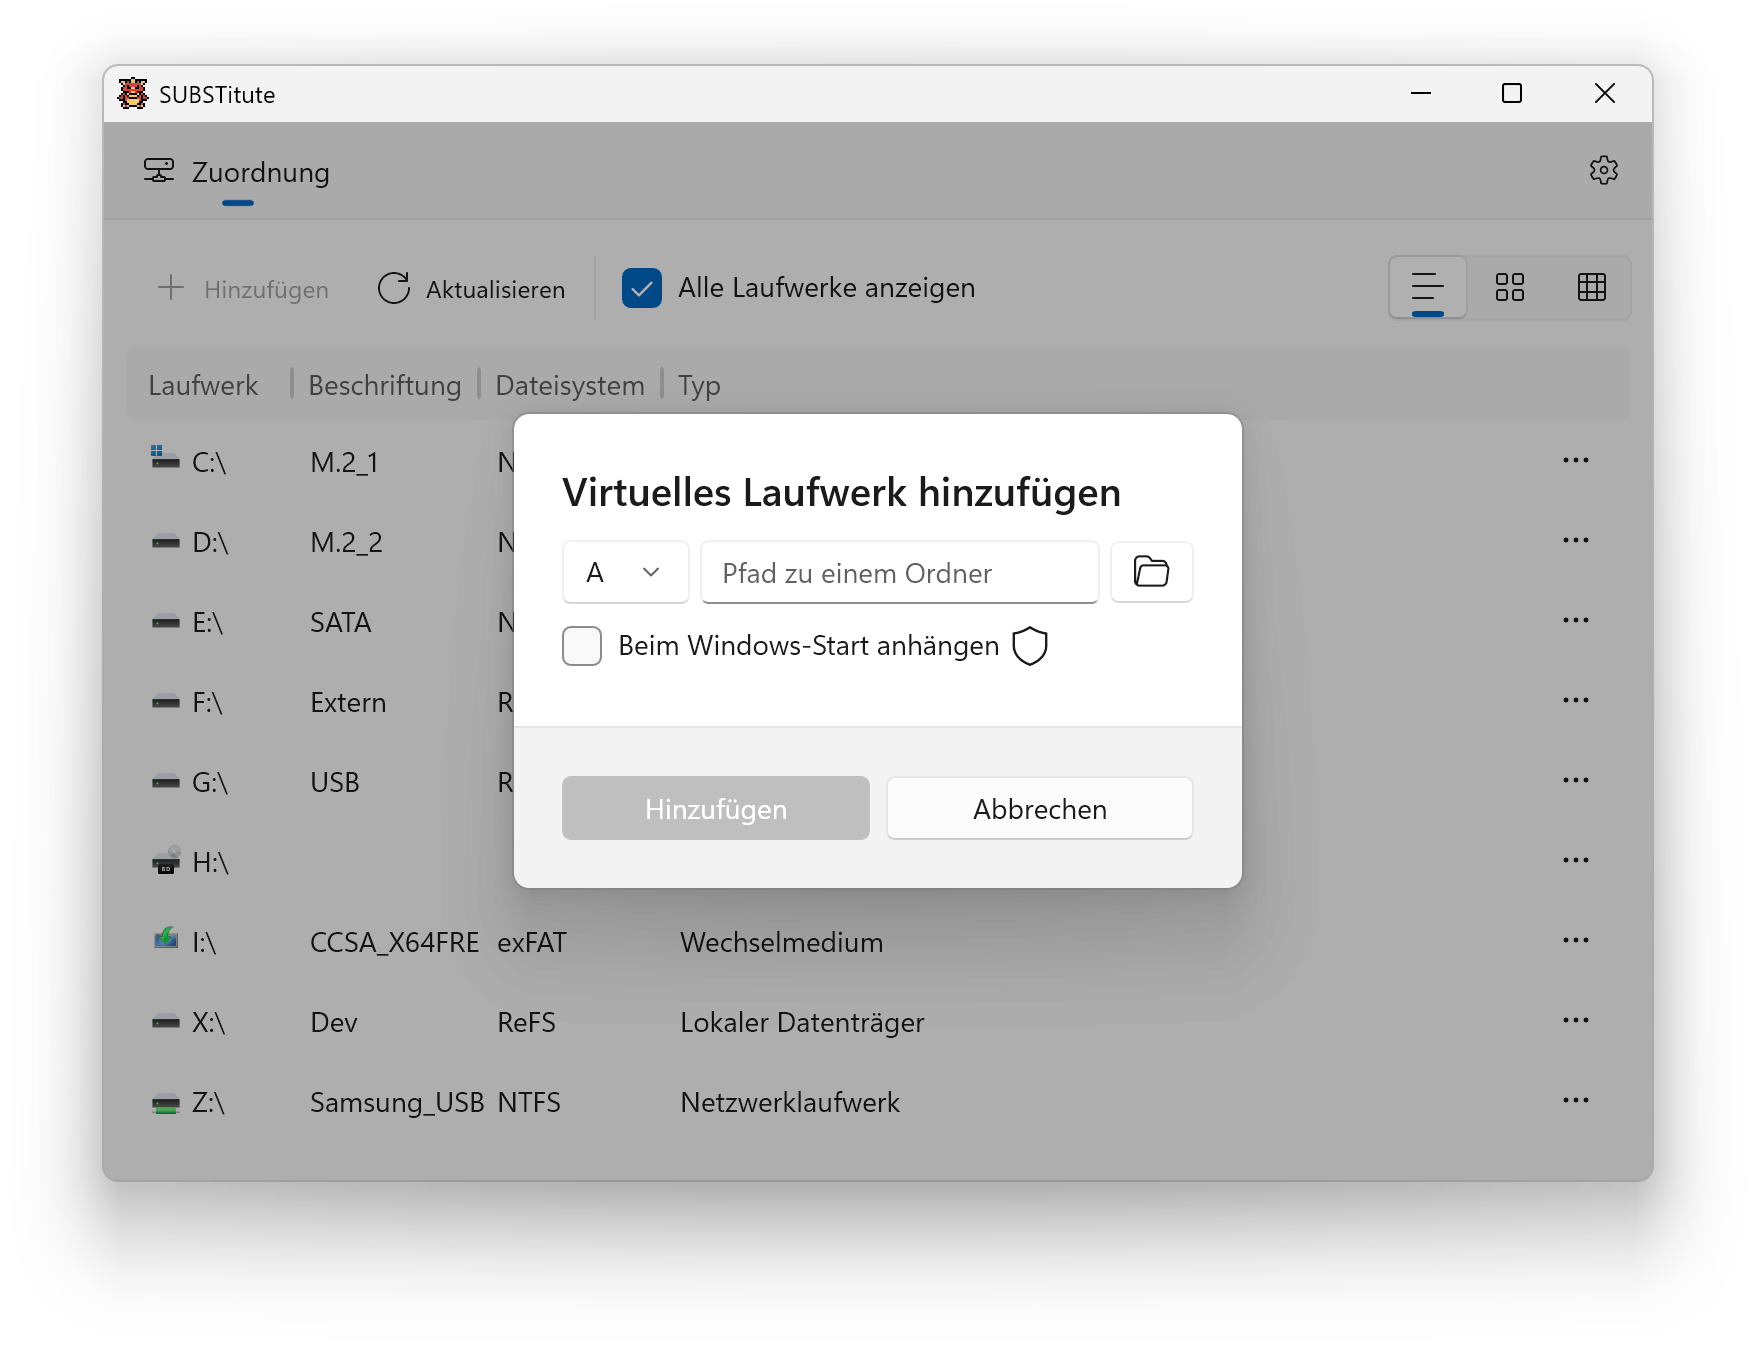 SUBSTitute
Zuordnung
Hinzufügen Aktualisieren Alle Laufwerke anzeigen
Laufwerk Beschriftung Dateisystem Typ
C:\ M.2_1 N
D:\ M.2_2 N
E:\ SATA N
F:\ Extern R
G:\ USB R
H:\
I:\ CCSA_X64FRE exFAT Wechselmedium
X:\ Dev ReFS Lokaler Datenträger
Z:\ Samsung_USB NTFS Netzwerklaufwerk
Virtuelles Laufwerk hinzufügen
A Pfad zu einem Ordner
Beim Windows-Start anhängen
Hinzufügen Abbrechen